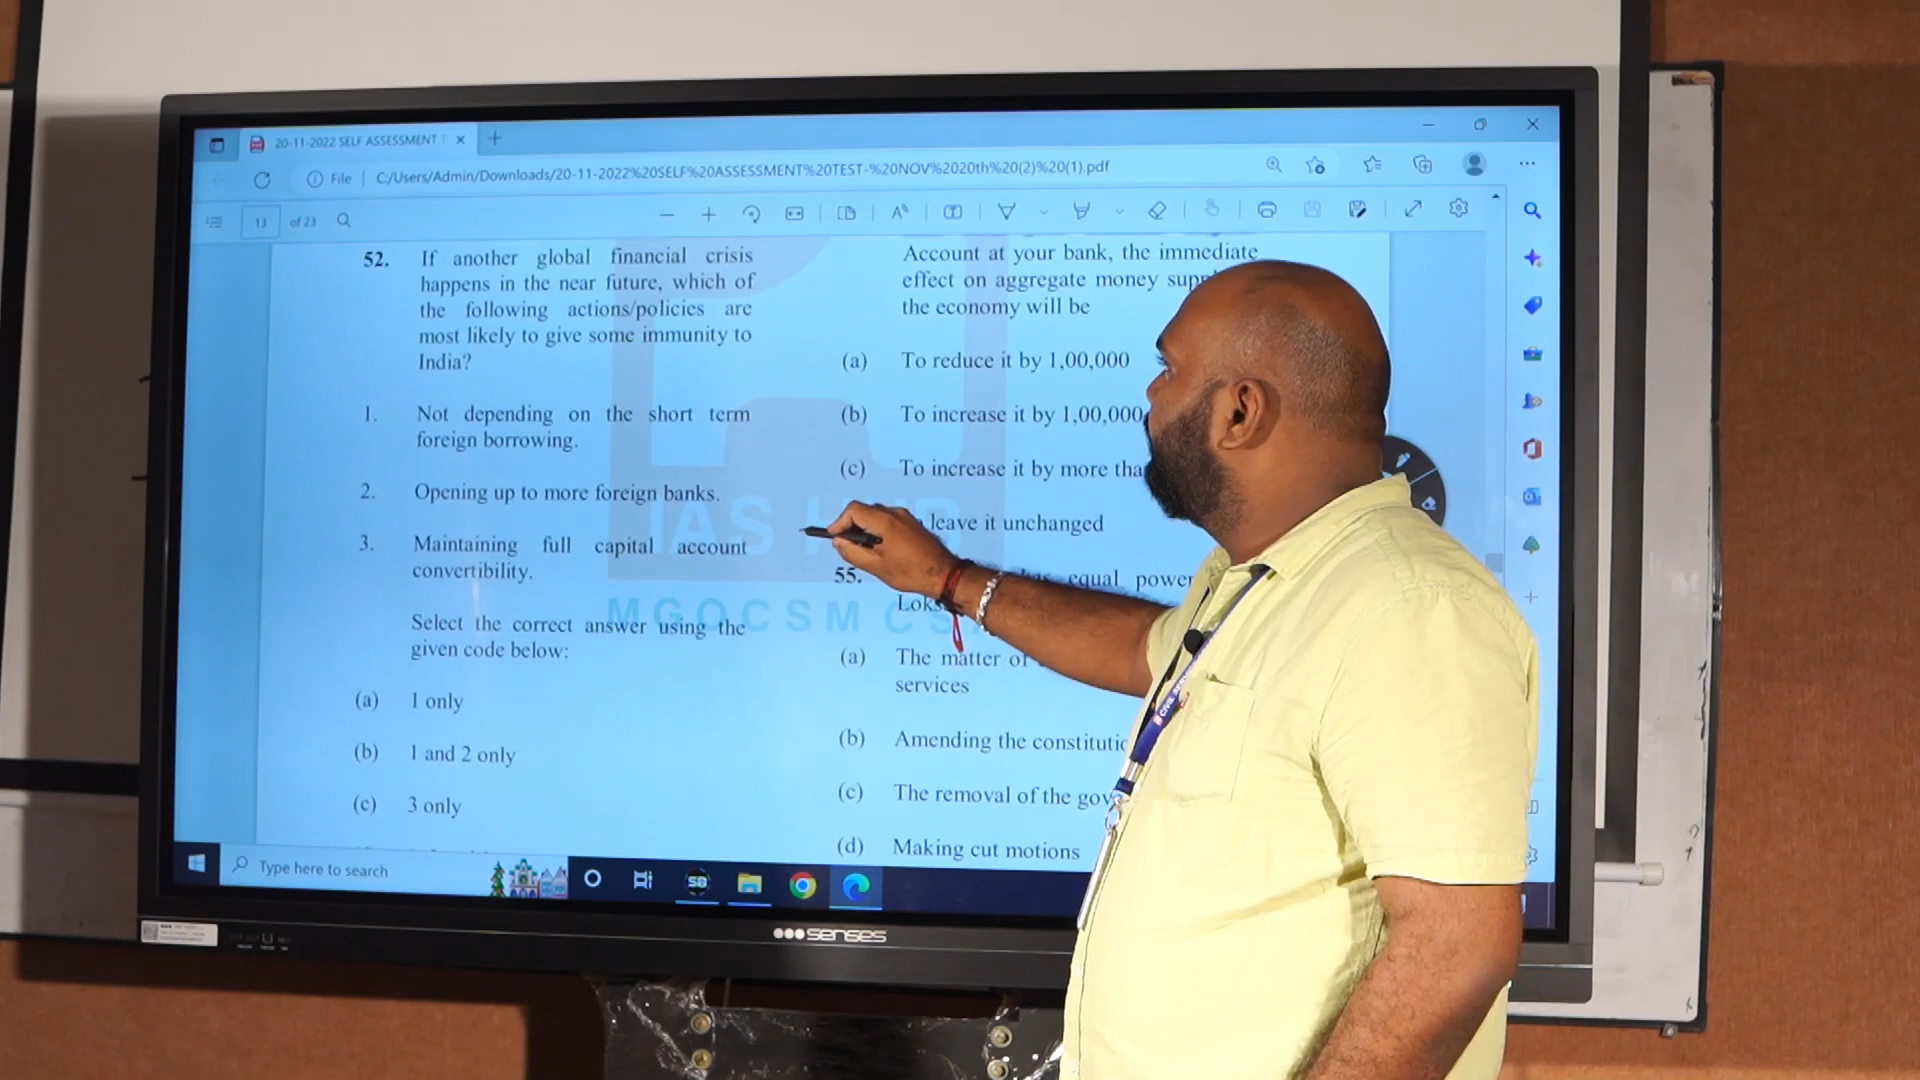 20-11-2022 SELF ASSESSMENT T
File
C:/Users/Admin/Downloads/20-11-2022%20SELF%20ASSESSMENT%20TEST-%20NOV%2020th%20(2)%20(1).pdf
13 of 23
52. If another global financial crisis
happens in the near future, which of
the following actions/policies are
most likely to give some immunity to
India?
1. Not depending on the short term
foreign borrowing.
2. Opening up to more foreign banks.
3. Maintaining full capital account
convertibility.
Select the correct answer using the
given code below:
(a) 1 only
(b) 1 and 2 only
(c) 3 only
Account at your bank, the immediate
effect on aggregate money
the economy will be
(a) To reduce it by 1,00,000
(b) To increase it by 1,00,000
(c) To increase it by more
leave it unchanged
55. equal power
(a) The matter of
services
(b) Amending the
(c) The removal of the
(d) Making cut motions
IAS HUB
MGOCSM
Type here to search
SB
senses
CIVIL